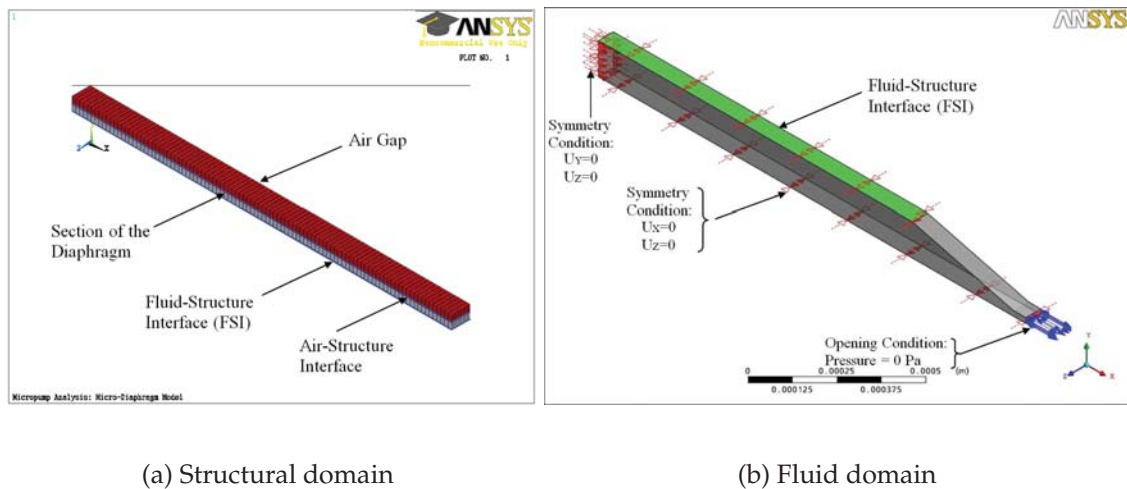 1
ANSYS
Noncommercial Use Only
PLOT NO. 1
Air Gap
Section of the
Diaphragm
Fluid-Structure
Interface (FSI)
Air-Structure
Interface
Z
X
Micropump Analysis: Micro-Diaphragm Model
(a) Structural domain
ANSYS
Fluid-Structure
Interface (FSI)
Symmetry
Condition:
UY=0
UZ=0
Symmetry
Condition:
UX=0
UZ=0
Opening Condition:
Pressure = 0 Pa
0 0.00025 0.0005 (m)
0.000125 0.000375
Y
Z X
(b) Fluid domain